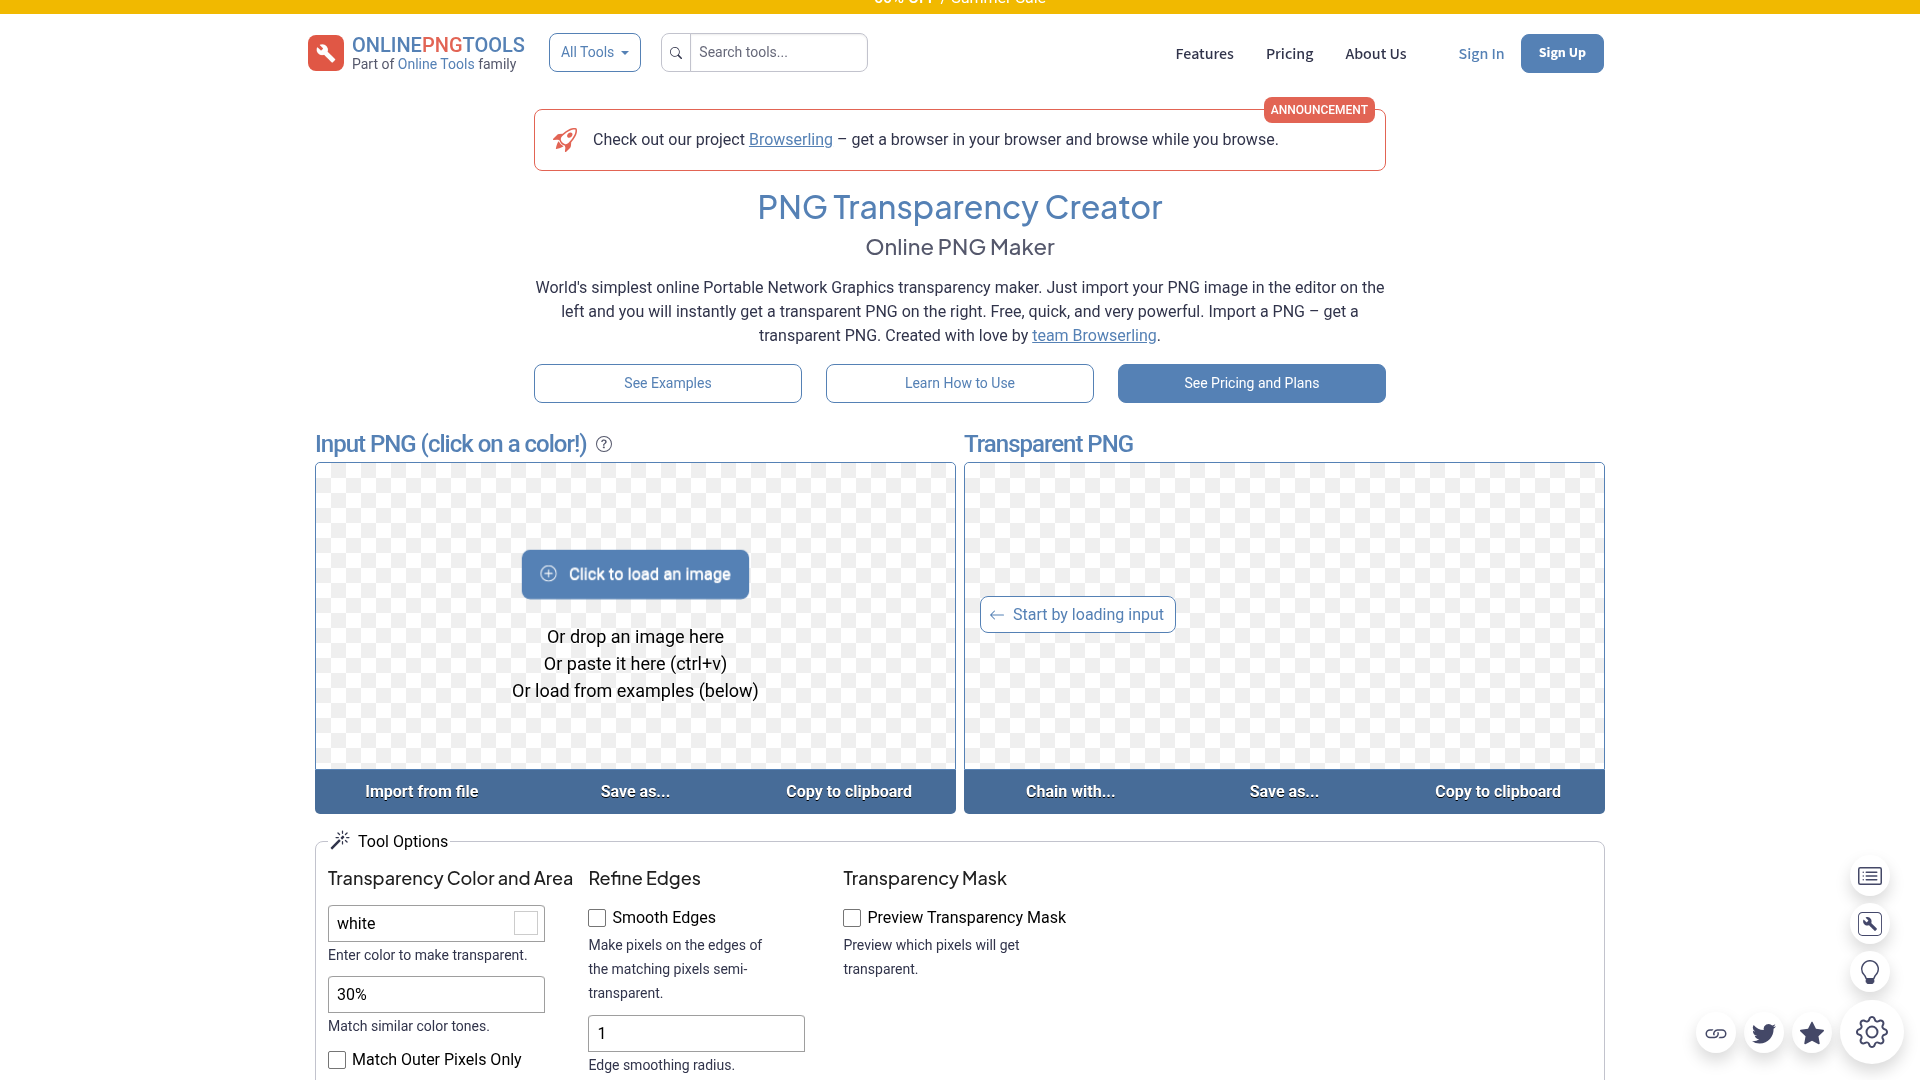 50% OFF / Summer Sale
ONLINEPNGTOOLS
Part of Online Tools family
All Tools
Search tools...
Features
Pricing
About Us
Sign In
Sign Up
ANNOUNCEMENT
Check out our project Browserling – get a browser in your browser and browse while you browse.
PNG Transparency Creator
Online PNG Maker
World's simplest online Portable Network Graphics transparency maker. Just import your PNG image in the editor on the
left and you will instantly get a transparent PNG on the right. Free, quick, and very powerful. Import a PNG – get a
transparent PNG. Created with love by team Browserling.
See Examples
Learn How to Use
See Pricing and Plans
Input PNG (click on a color!) ?
Transparent PNG
Click to load an image
Or drop an image here
Or paste it here (ctrl+v)
Or load from examples (below)
Start by loading input
Import from file
Save as...
Copy to clipboard
Chain with...
Save as...
Copy to clipboard
Tool Options
Transparency Color and Area
white
Enter color to make transparent.
30%
Match similar color tones.
Match Outer Pixels Only
Refine Edges
Smooth Edges
Make pixels on the edges of
the matching pixels semi-
transparent.
1
Edge smoothing radius.
Transparency Mask
Preview Transparency Mask
Preview which pixels will get
transparent.